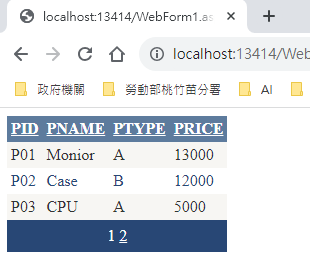 localhost:13414/WebForm1.as
localhost:13414/Web
政府機關 勞動部桃竹苗分署 AI
PID PNAME PTYPE PRICE
P01 Monior A 13000
P02 Case B 12000
P03 CPU A 5000
1 2